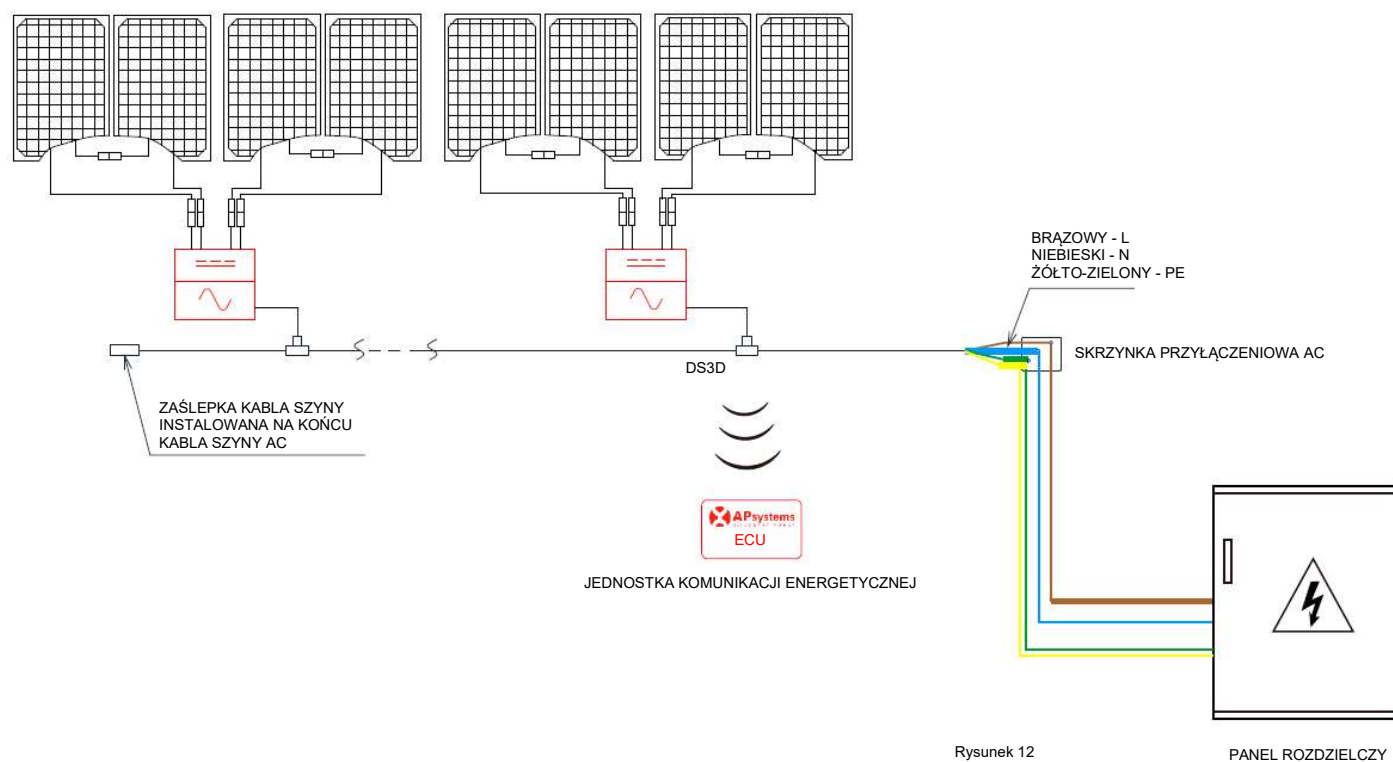 BRĄZOWY - L
NIEBIESKI - N
ŻÓŁTO-ZIELONY - PE
SKRZYNKA PRZYŁĄCZENIOWA AC
DS3D
ZAŚLEPKA KABLA SZYNY
INSTALOWANA NA KOŃCU
KABLA SZYNY AC
APsystems
ECU
JEDNOSTKA KOMUNIKACJI ENERGETYCZNEJ
Rysunek 12
PANEL ROZDZIELCZY